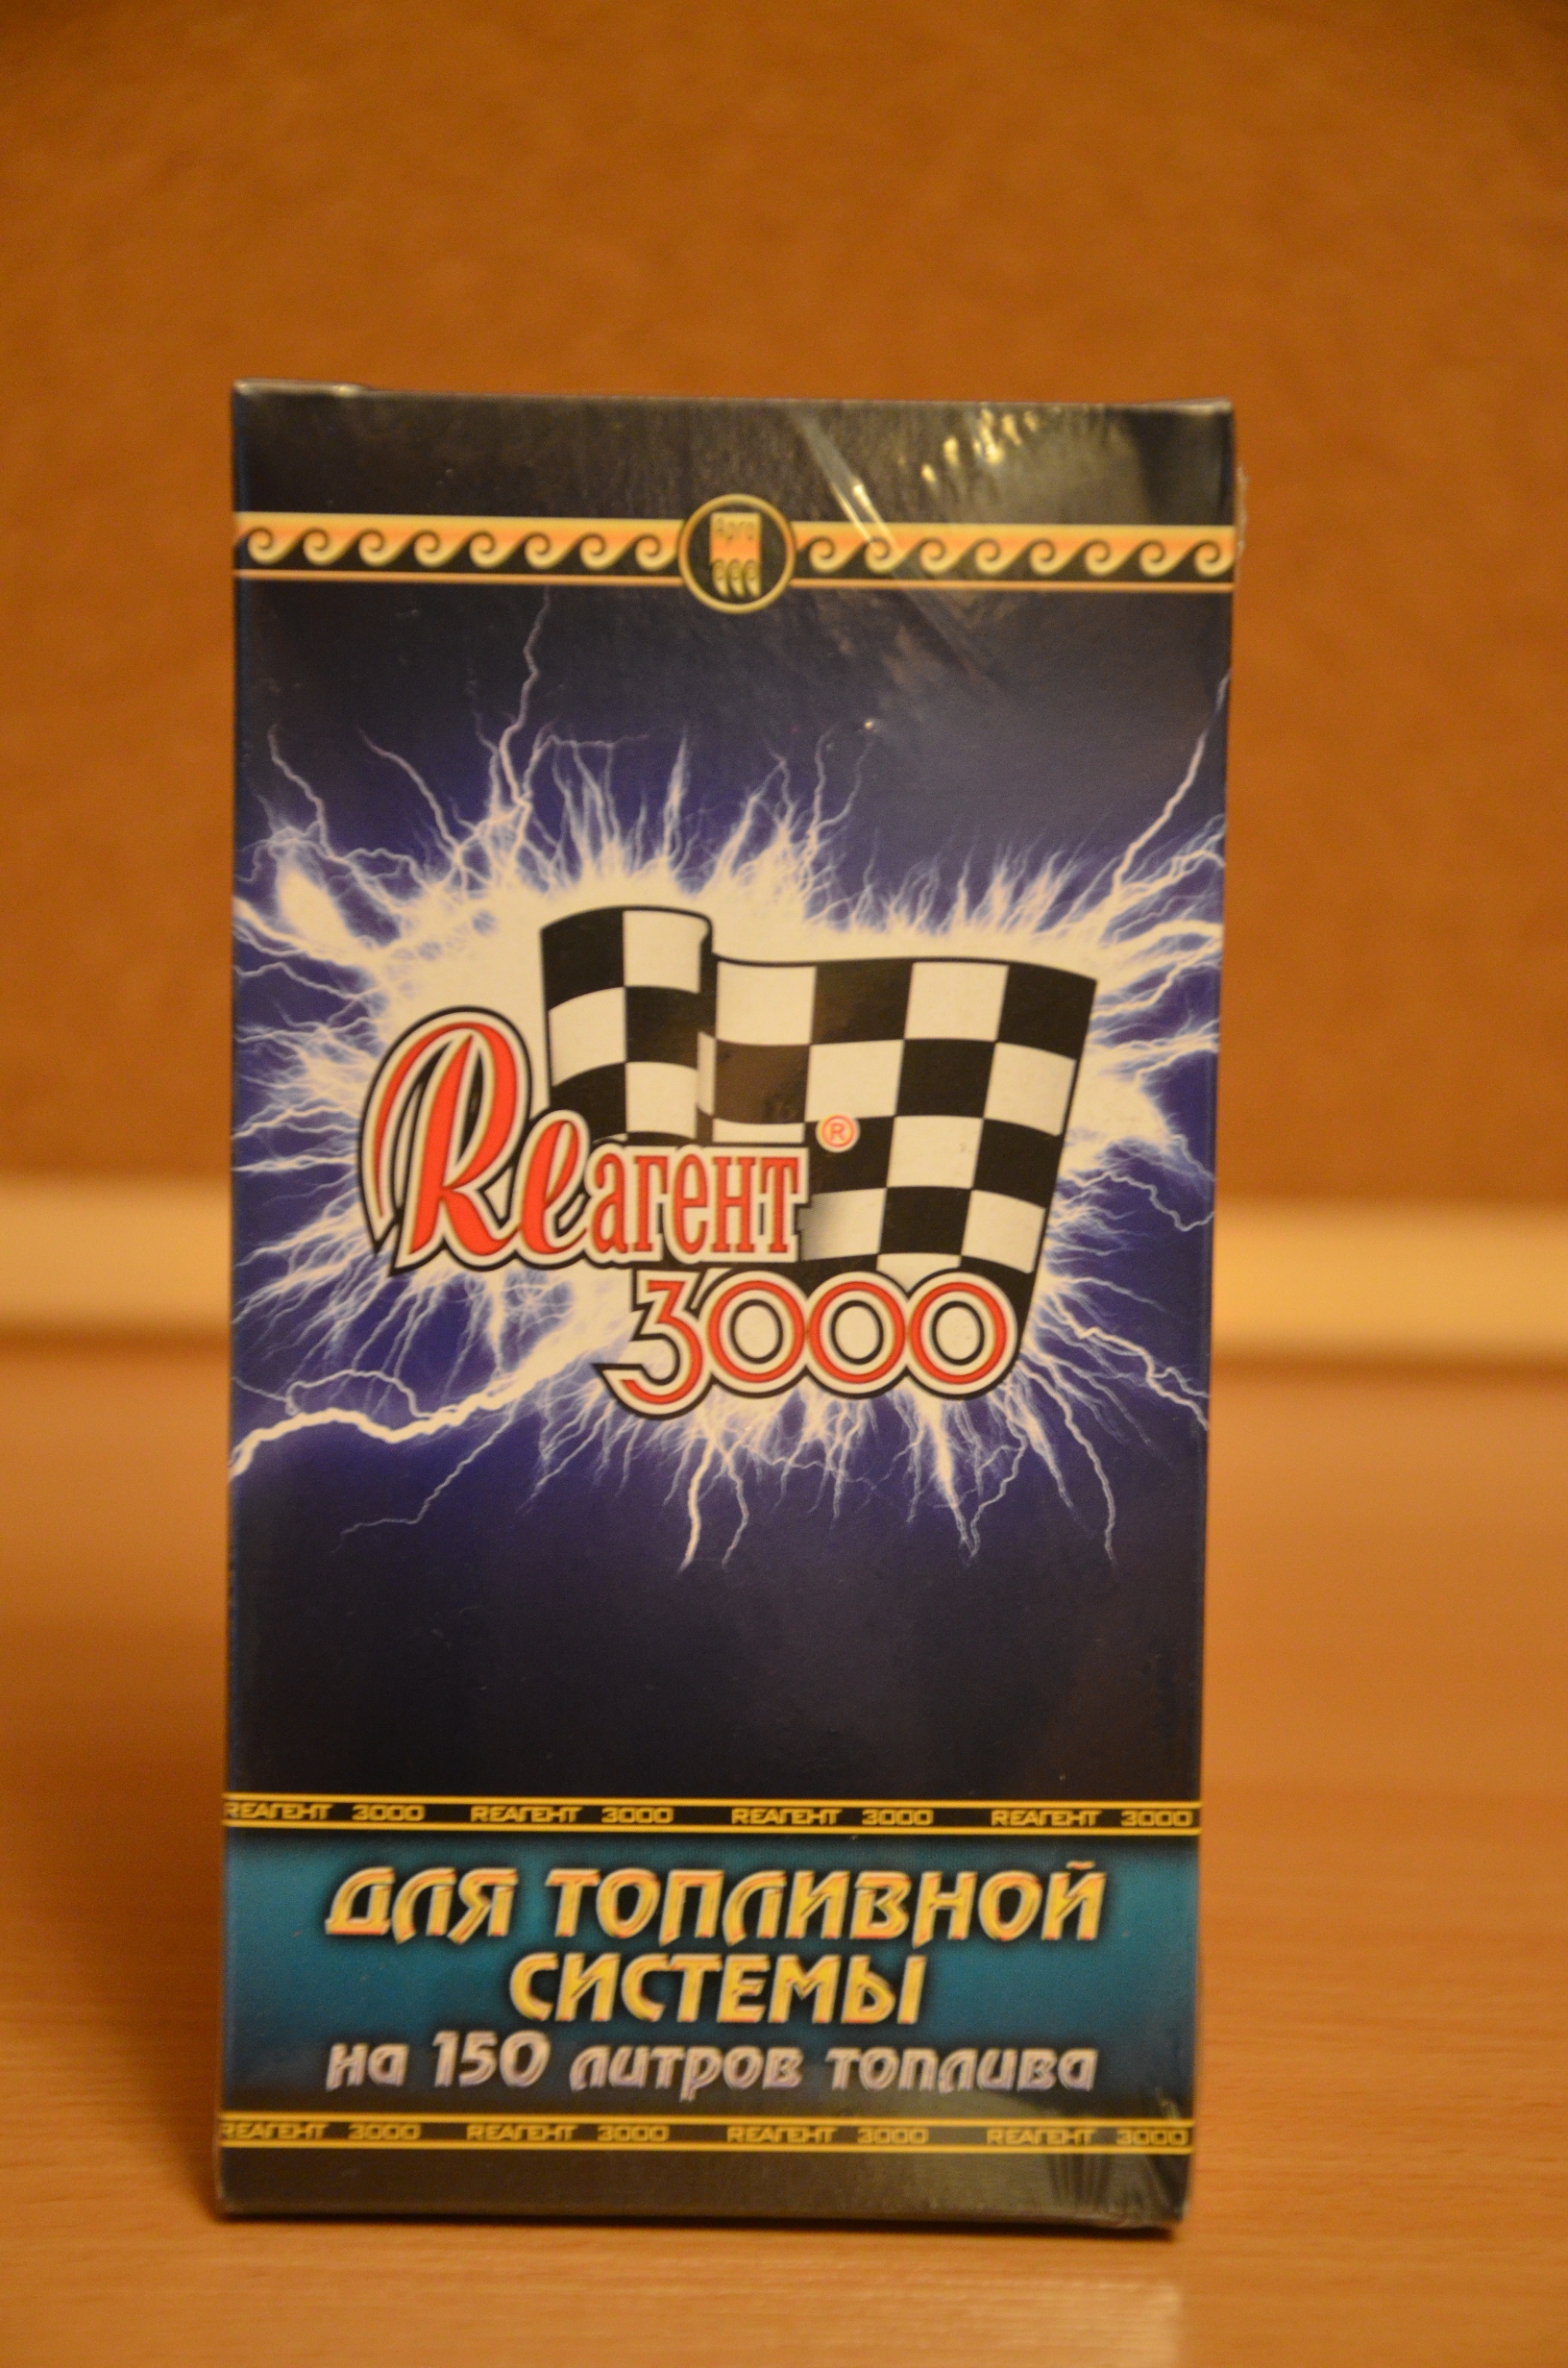 Арго
Reагент ®
3000
REАГЕНТ 3000 REАГЕНТ 3000 REАГЕНТ 3000 REАГЕНТ 3000
ДЛЯ ТОПЛИВНОЙ
СИСТЕМЫ
на 150 литров топлива
REАГЕНТ 3000 REАГЕНТ 3000 REАГЕНТ 3000 REАГЕНТ 3000